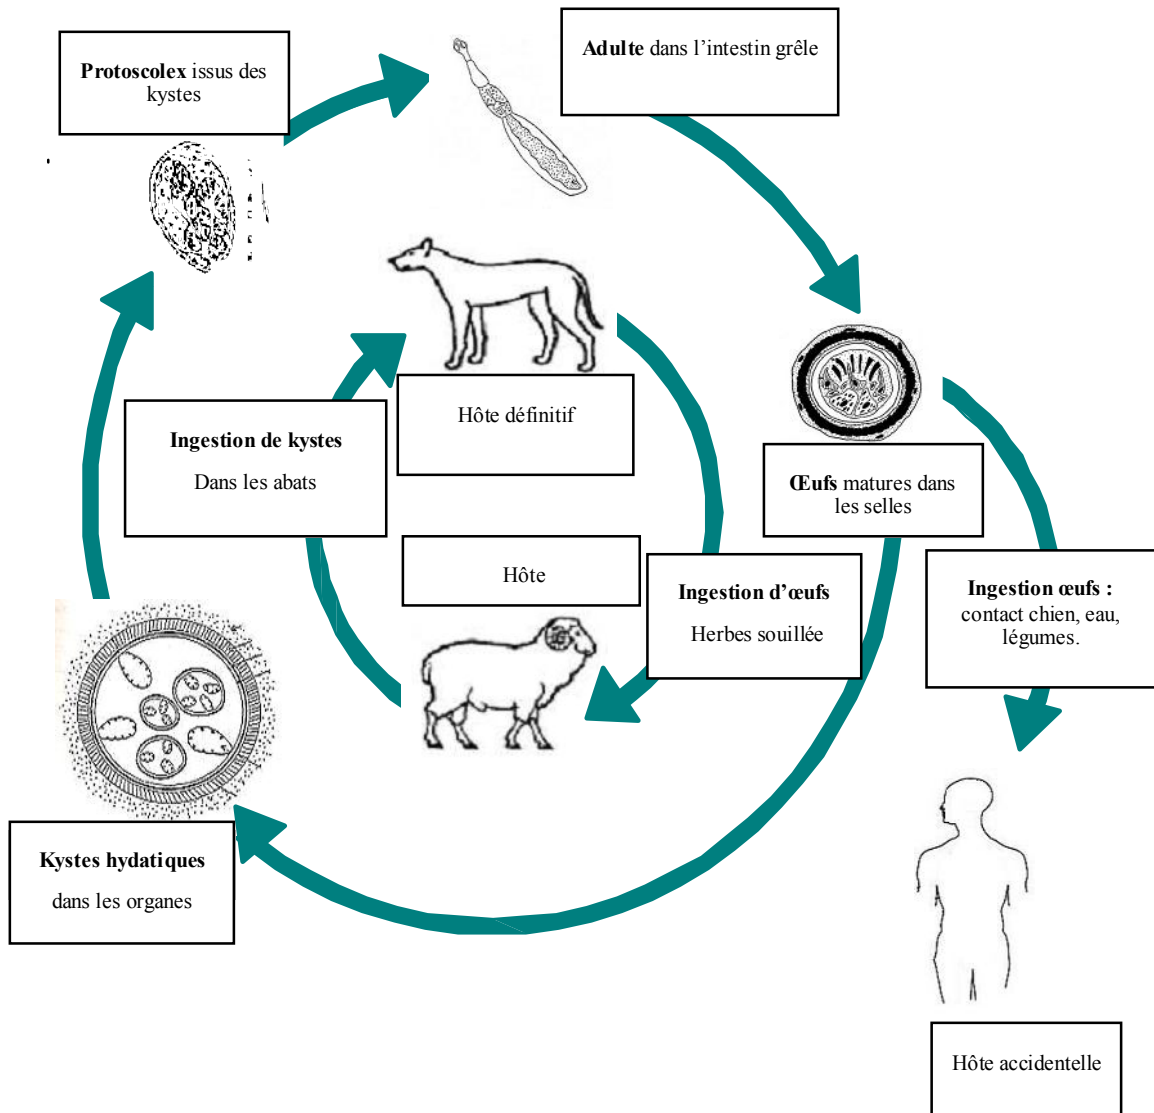 Protoscolex issus des
kystes
Adulte dans l’intestin grêle
Hôte définitif
Ingestion de kystes
Dans les abats
Œufs matures dans
les selles
Hôte
Ingestion d’œufs
Herbes souillée
Ingestion œufs :
contact chien, eau,
légumes.
Kystes hydatiques
dans les organes
Hôte accidentelle